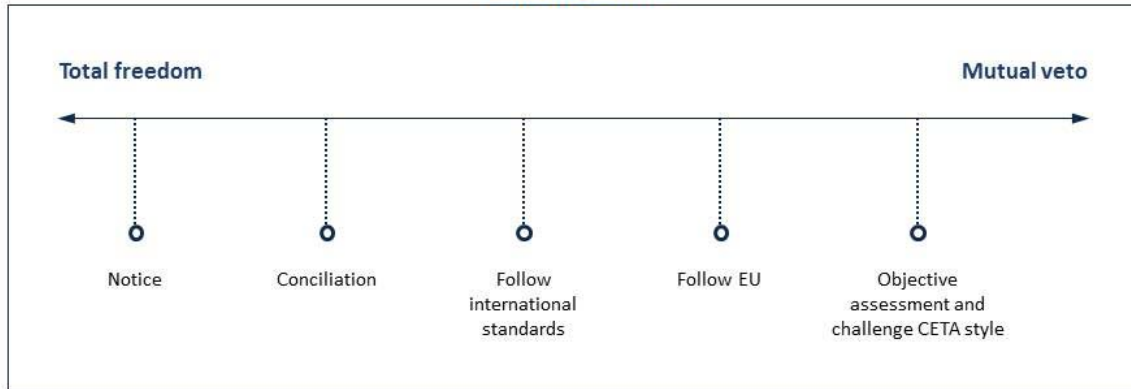 Total freedom
Mutual veto
Notice
Conciliation
Follow
international
standards
Follow EU
Objective
assessment and
challenge CETA style